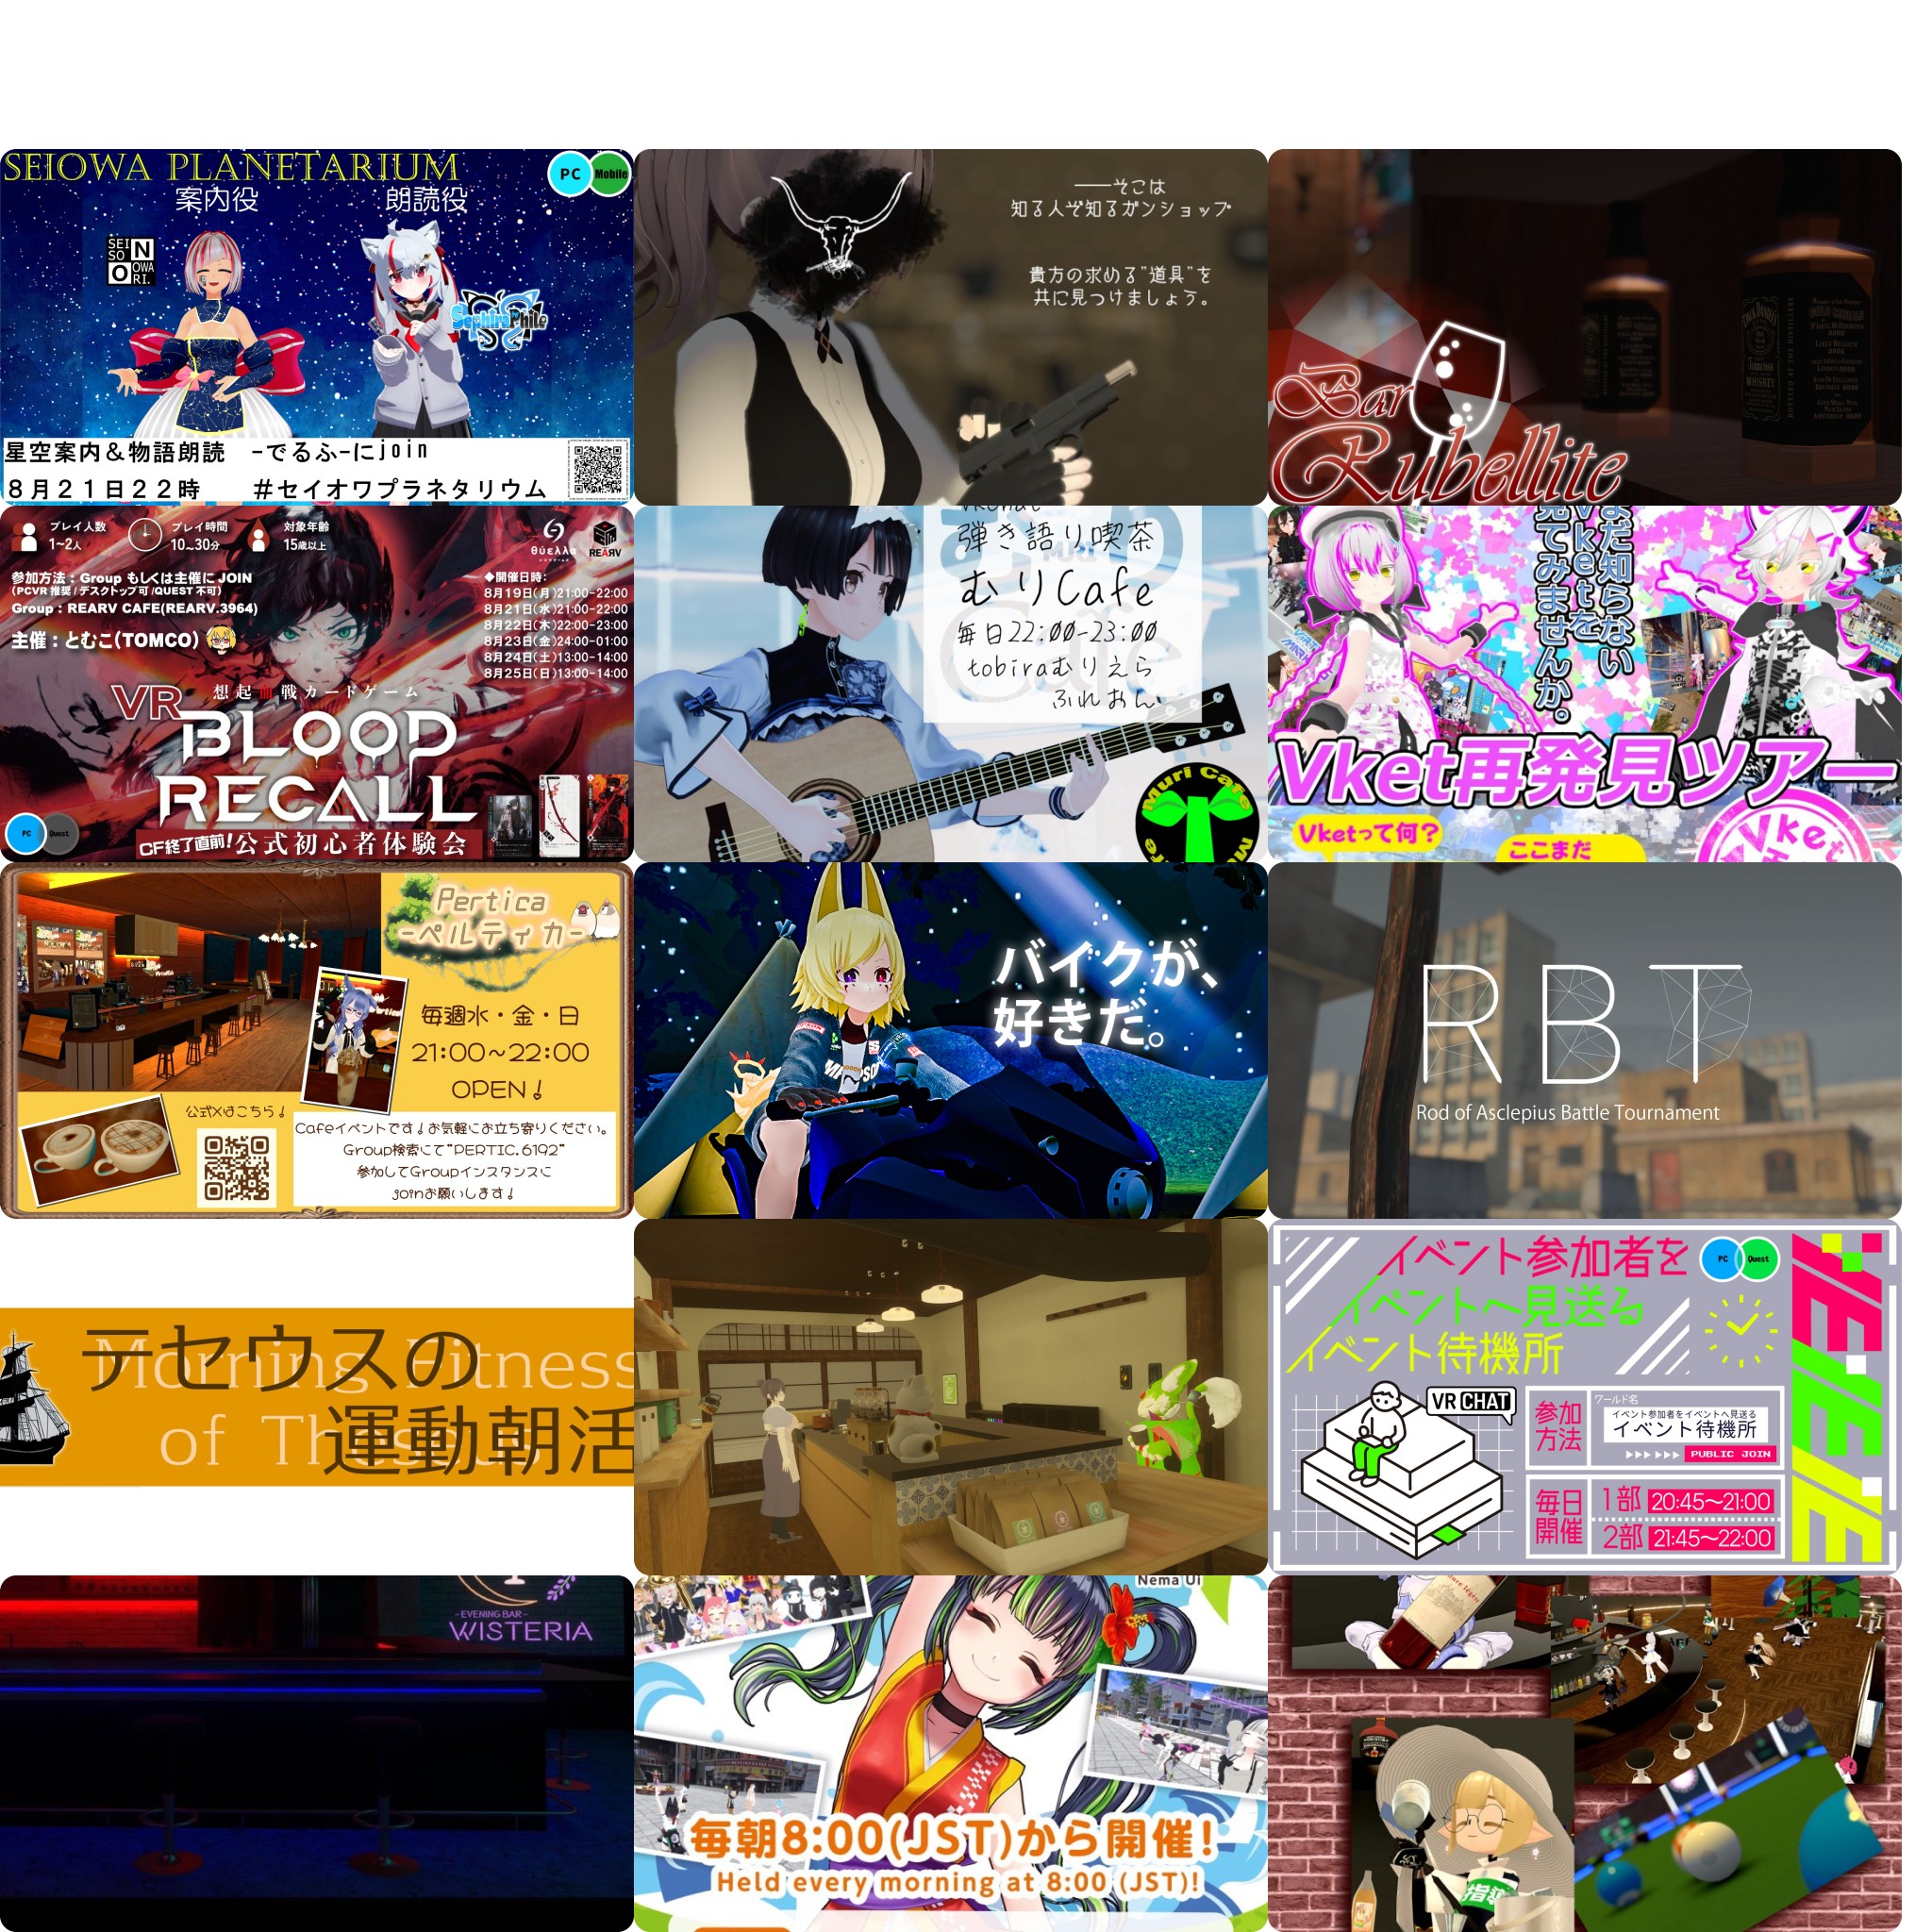 SEIOWA PLANETARIUM
案内役
朗読役
PC
Mobile
SEI
SO
N
O
OWA
RI.
SephiraPhile
星空案内&物語朗読 -でるふ-にjoin
8月21日22時 #セイオワプラネタリウム
――そこは
知る人ぞ知るガンショップ
貴方の求める"道具"を
共に見つけましょう。
Bar
Rubellite
WHISKEY
プレイ人数
1~2人
プレイ時間
10~30分
対象年齢
15歳以上
θύελλα
REARV
参加方法:Group もしくは主催に JOIN
(PCVR 推奨 / デスクトップ可 /QUEST 不可)
Group:REARV CAFE(REARV.3964)
主催:とむこ(TOMCO)
◆開催日時:
8月19日(月)21:00-22:00
8月21日(水)21:00-22:00
8月22日(木)22:00-23:00
8月23日(金)24:00-01:00
8月24日(土)13:00-14:00
8月25日(日)13:00-14:00
想起血戦カードゲーム
VR
BLOOD
RECALL
PC
Quest
CF終了直前!公式初心者体験会
弾き語り喫茶
むりCafe
毎日22:00-23:00
tobiraむりえら
ふれおん
Muri Cafe
まだ知らない
Vketを
見てみませんか。
Vket再発見ツアー
Vketって何?
ここまだ
Vket
Pertica
-ペルティカ-
毎週水・金・日
21:00~22:00
OPEN!
公式Xはこちら!
Cafeイベントです!お気軽にお立ち寄りください。
Group検索にて"PERTIC.6192"
参加してGroupインスタンスに
joinお願いします!
バイクが、
好きだ。
RBT
Rod of Asclepius Battle Tournament
テセウスの
Morning Fitness
of Theseus
運動朝活
イベント参加者を
イベントへ見送る
イベント待機所
PC
Quest
VRCHAT
参加
方法
ワールド名
イベント参加者をイベントへ見送る
イベント待機所
PUBLIC JOIN
毎日
開催
1部 20:45~21:00
2部 21:45~22:00
-EVENING BAR-
WISTERIA
Nema Ui
毎朝8:00(JST)から開催!
Held every morning at 8:00 (JST)!
指導